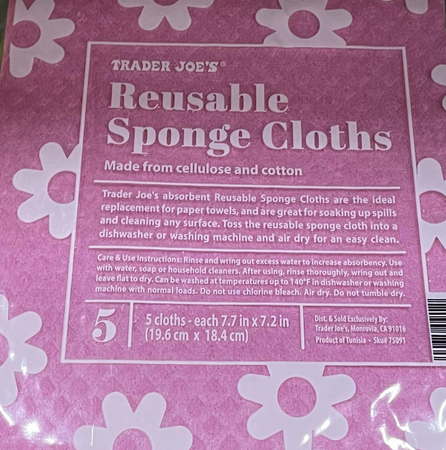 TRADER JOE'S®
Reusable
Sponge Cloths
Made from cellulose and cotton
Trader Joe's absorbent Reusable Sponge Cloths are the ideal
replacement for paper towels, and are great for soaking up spills
and cleaning any surface. Toss the reusable sponge cloth into a
dishwasher or washing machine and air dry for an easy clean.
Care & Use Instructions: Rinse and wring out excess water to increase absorbency. Use
with water, soap or household cleaners. After using, rinse thoroughly, wring out and
leave flat to dry. Can be washed at temperatures up to 140°F in dishwasher or washing
machine with normal loads. Do not use chlorine bleach. Air dry. Do not tumble dry.
5
5 cloths - each 7.7 in x 7.2 in
(19.6 cm x 18.4 cm)
Dist. & Sold Exclusively By:
Trader Joe's, Monrovia, CA 91016
Product of Tunisia • Sku# 75091